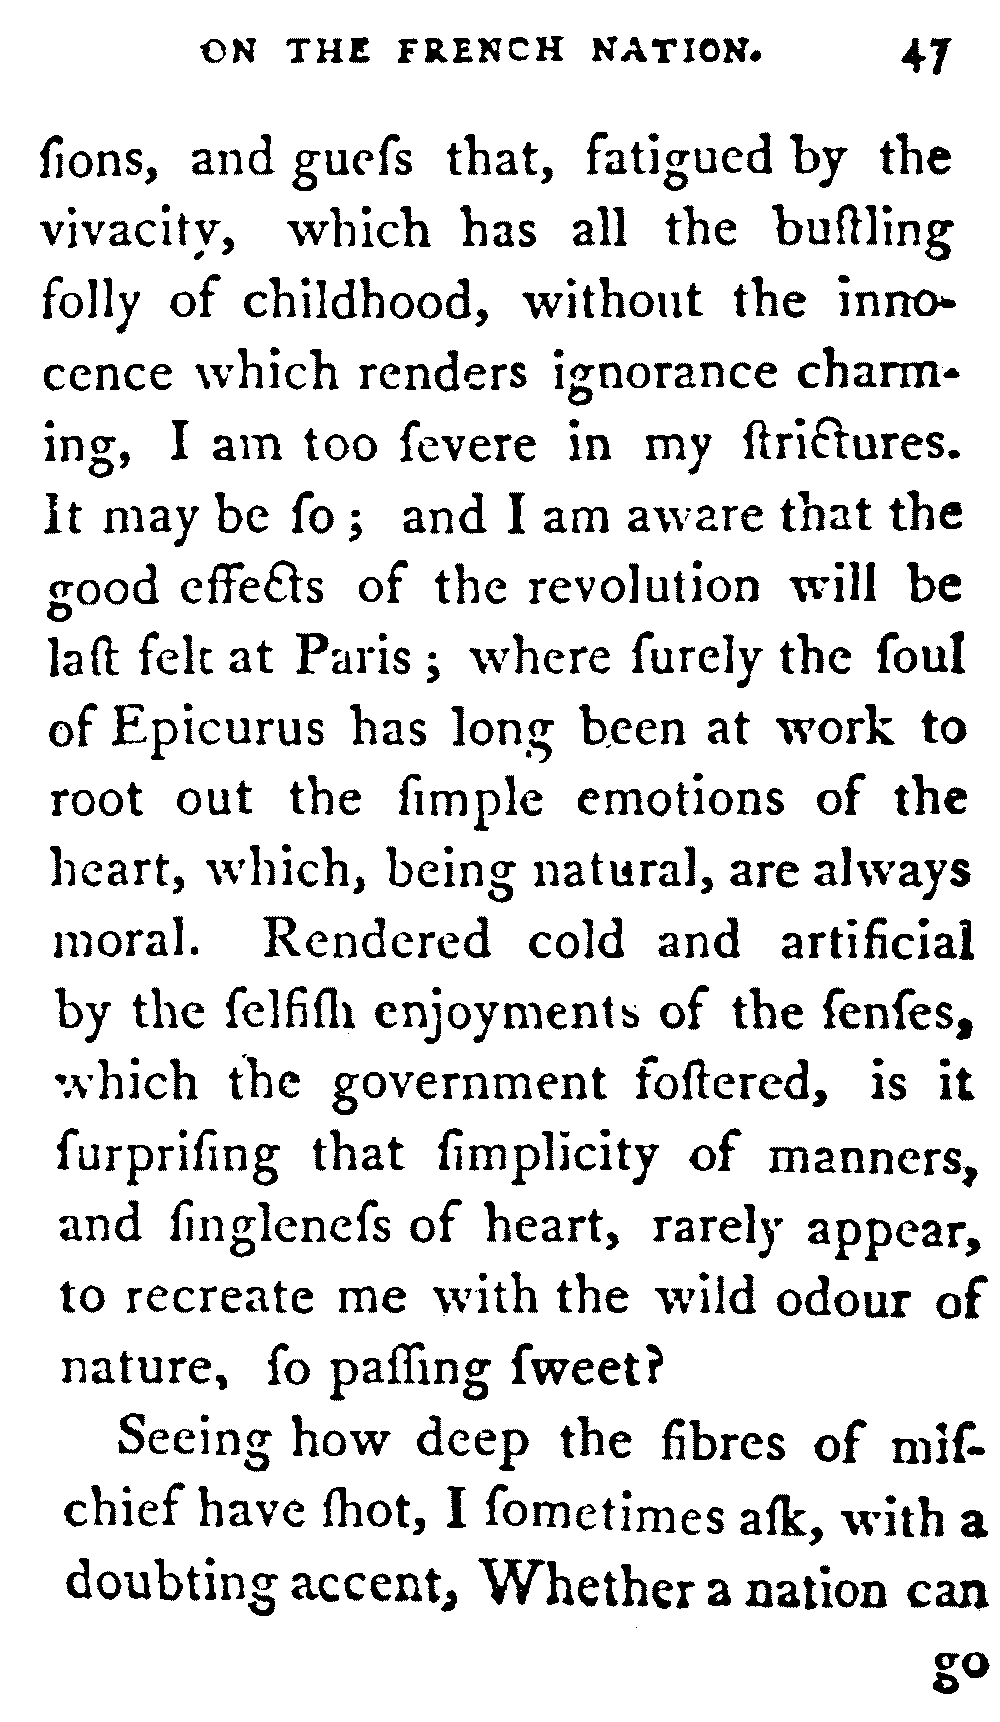 ON THE FRENCH NATION. 47
ſions, and gueſs that, fatigued by the
vivacity, which has all the buſtling
folly of childhood, without the inno-
cence which renders ignorance charm-
ing, I am too ſevere in my ſtrictures.
It may be ſo; and I am aware that the
good effects of the revolution will be
laſt felt at Paris; where ſurely the ſoul
of Epicurus has long been at work to
root out the ſimple emotions of the
heart, which, being natural, are always
moral. Rendered cold and artificial
by the ſelfiſh enjoyments of the ſenſes,
which the government foſtered, is it
ſurpriſing that ſimplicity of manners,
and ſingleneſs of heart, rarely appear,
to recreate me with the wild odour of
nature, ſo paſſing ſweet?
Seeing how deep the fibres of miſ-
chief have ſhot, I ſometimes aſk, with a
doubting accent, Whether a nation can
go